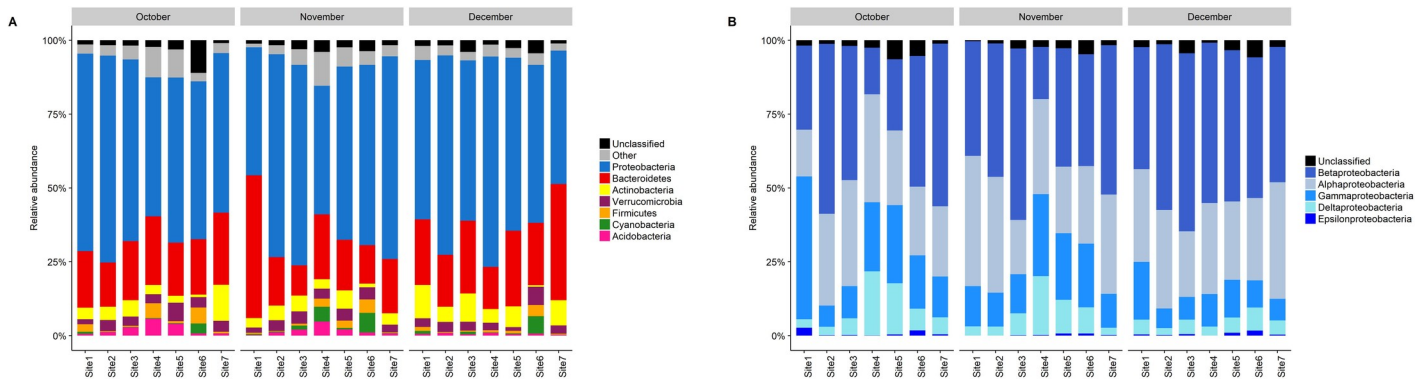 A
October
November
December
100%
75%
50%
25%
0%
Relative abundance
Site1
Site2
Site3
Site4
Site5
Site6
Site7
Site1
Site2
Site3
Site4
Site5
Site6
Site7
Site1
Site2
Site3
Site4
Site5
Site6
Site7
Unclassified
Other
Proteobacteria
Bacteroidetes
Actinobacteria
Verrucomicrobia
Firmicutes
Cyanobacteria
Acidobacteria
B
October
November
December
100%
75%
50%
25%
0%
Relative abundance
Site1
Site2
Site3
Site4
Site5
Site6
Site7
Site1
Site2
Site3
Site4
Site5
Site6
Site7
Site1
Site2
Site3
Site4
Site5
Site6
Site7
Unclassified
Betaproteobacteria
Alphaproteobacteria
Gammaproteobacteria
Deltaproteobacteria
Epsilonproteobacteria